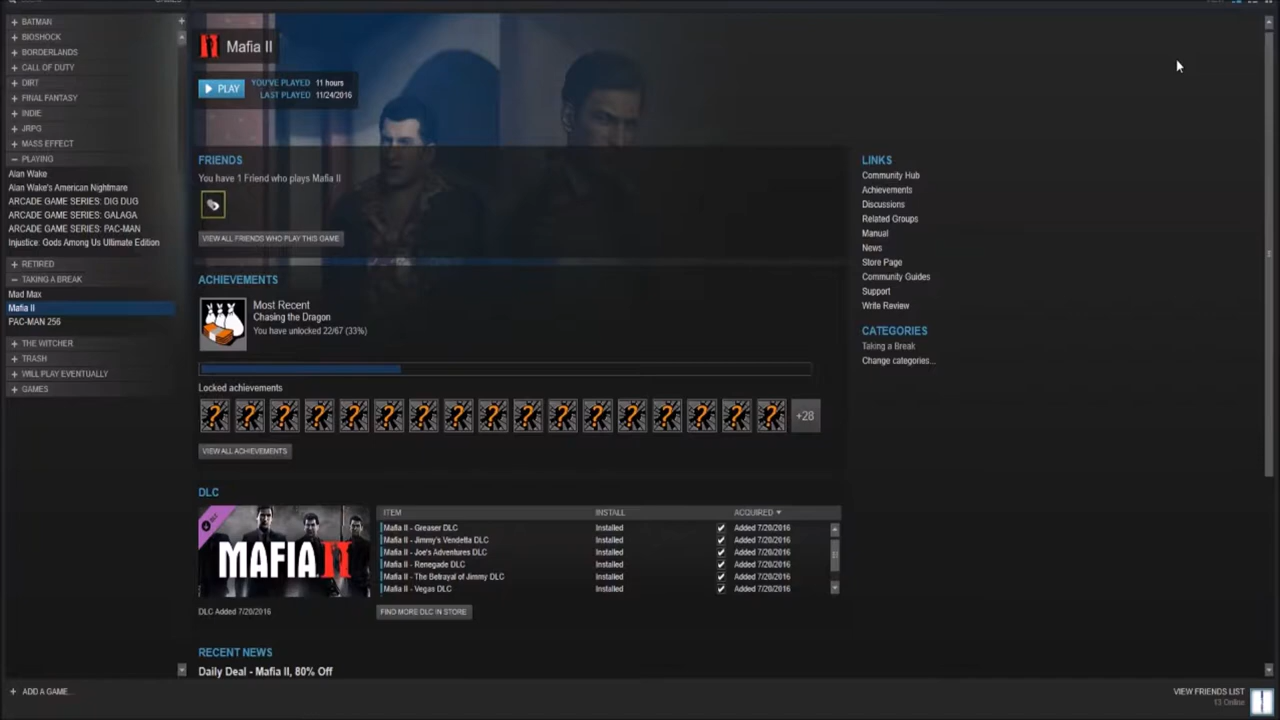 BATMAN
BIOSHOCK
BORDERLANDS
CALL OF DUTY
DIRT
FINAL FANTASY
INDIE
JRPG
MASS EFFECT
PLAYING
Alan Wake
Alan Wake's American Nightmare
ARCADE GAME SERIES: DIG DUG
ARCADE GAME SERIES: GALAGA
ARCADE GAME SERIES: PAC-MAN
Injustice: Gods Among Us Ultimate Edition
RETIRED
TAKING A BREAK
Mad Max
Mafia II
PAC-MAN 256
THE WITCHER
TRASH
WILL PLAY EVENTUALLY
GAMES
Mafia II
PLAY
YOU'VE PLAYED 11 hours
LAST PLAYED 11/24/2016
FRIENDS
You have 1 Friend who plays Mafia II
VIEW ALL FRIENDS WHO PLAY THIS GAME
ACHIEVEMENTS
Most Recent
Chasing the Dragon
You have unlocked 22/67 (33%)
Locked achievements
+28
VIEW ALL ACHIEVEMENTS
DLC
MAFIA II
DLC Added 7/20/2016
ITEM INSTALL ACQUIRED
Mafia II - Greaser DLC Installed Added 7/20/2016
Mafia II - Jimmy's Vendetta DLC Installed Added 7/20/2016
Mafia II - Joe's Adventures DLC Installed Added 7/20/2016
Mafia II - Renegade DLC Installed Added 7/20/2016
Mafia II - The Betrayal of Jimmy DLC Installed Added 7/20/2016
Mafia II - Vegas DLC Installed Added 7/20/2016
FIND MORE DLC IN STORE
RECENT NEWS
Daily Deal - Mafia II, 80% Off
LINKS
Community Hub
Achievements
Discussions
Related Groups
Manual
News
Store Page
Community Guides
Support
Write Review
CATEGORIES
Taking a Break
Change categories...
+ ADD A GAME...
VIEW FRIENDS LIST
13 Online